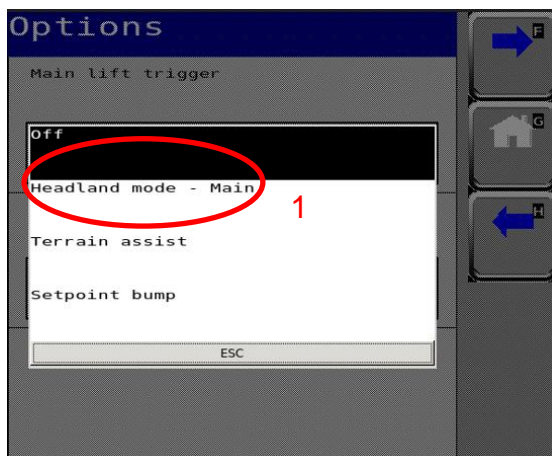 Options
F
Main lift trigger
Off
G
Headland mode - Main
1
H
Terrain assist
Setpoint bump
ESC